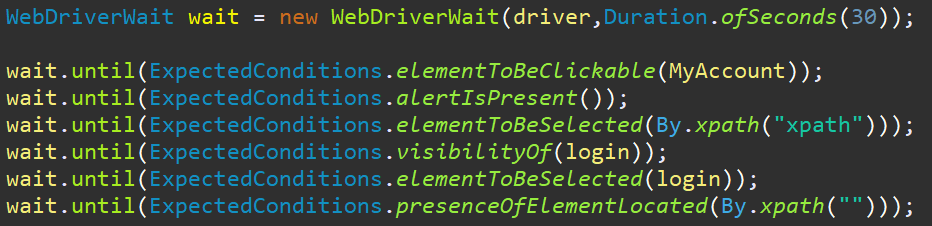 WebDriverWait wait = new WebDriverWait(driver,Duration.ofSeconds(30));
wait.until(ExpectedConditions.elementToBeClickable(MyAccount));
wait.until(ExpectedConditions.alertIsPresent());
wait.until(ExpectedConditions.elementToBeSelected(By.xpath("xpath")));
wait.until(ExpectedConditions.visibilityOf(login));
wait.until(ExpectedConditions.elementToBeSelected(login));
wait.until(ExpectedConditions.presenceOfElementLocated(By.xpath("")));